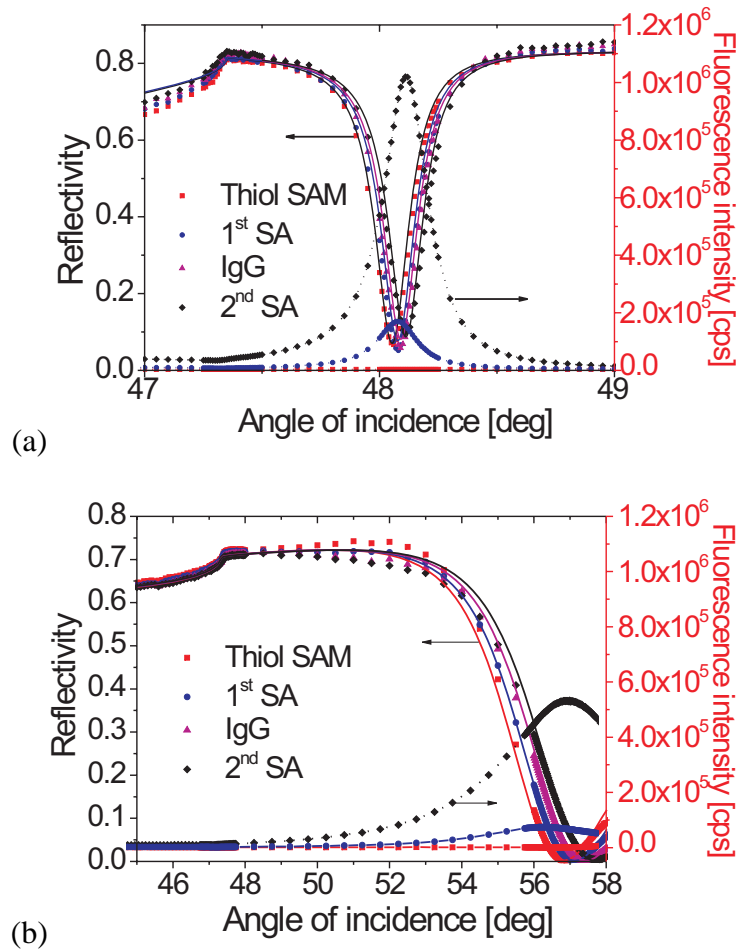 0.8
0.6
0.4
0.2
0.0
Reflectivity
Thiol SAM
1st SA
IgG
2nd SA
1.2x10^6
1.0x10^6
8.0x10^5
6.0x10^5
4.0x10^5
2.0x10^5
0.0
Fluorescence intensity [cps]
47
48
49
Angle of incidence [deg]
(a)
0.8
0.7
0.6
0.5
0.4
0.3
0.2
0.1
0.0
Reflectivity
Thiol SAM
1st SA
IgG
2nd SA
1.2x10^6
1.0x10^6
8.0x10^5
6.0x10^5
4.0x10^5
2.0x10^5
0.0
Fluorescence intensity [cps]
46
48
50
52
54
56
58
Angle of incidence [deg]
(b)